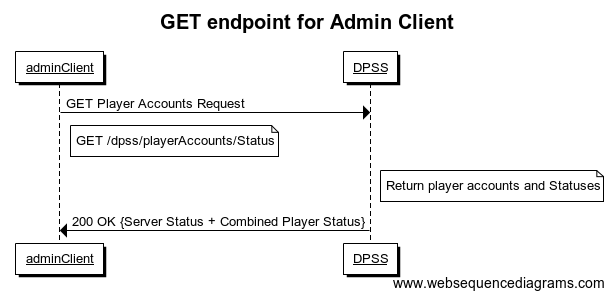 GET endpoint for Admin Client
adminClient
DPSS
GET Player Accounts Request
GET /dpss/playerAccounts/Status
Return player accounts and Statuses
200 OK {Server Status + Combined Player Status}
adminClient
DPSS
www.websequencediagrams.com